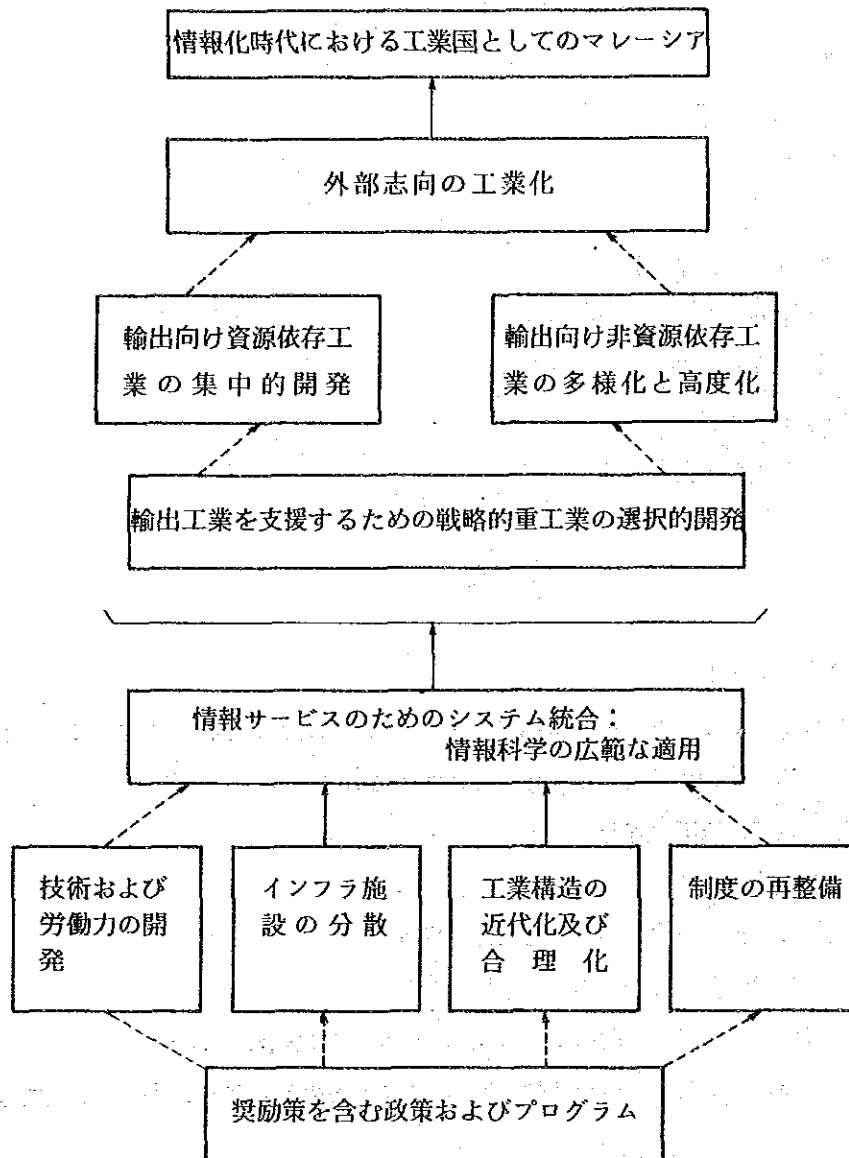 情報化時代における工業国としてのマレーシア
外部志向の工業化
輸出向け資源依存工
業の集中的開発
輸出向け非資源依存工
業の多様化と高度化
輸出工業を支援するための戦略的重工業の選択的開発
情報サービスのためのシステム統合：
情報科学の広範な適用
技術および
労働力の開
発
インフラ施
設の分散
工業構造の
近代化及び
合理化
制度の再整備
奨励策を含む政策およびプログラム